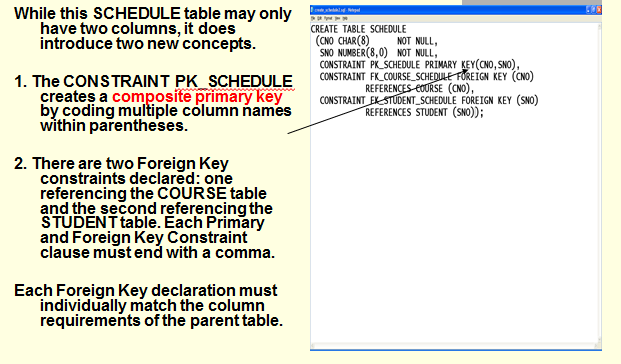 While this SCHEDULE table may only
have two columns, it does
introduce two new concepts.
1. The CONSTRAINT PK_SCHEDULE
creates a composite primary key
by coding multiple column names
within parentheses.
2. There are two Foreign Key
constraints declared: one
referencing the COURSE table
and the second referencing the
STUDENT table. Each Primary
and Foreign Key Constraint
clause must end with a comma.
Each Foreign Key declaration must
individually match the column
requirements of the parent table.
File Edit Format View Help
CREATE TABLE SCHEDULE
(CNO CHAR(8) NOT NULL,
SNO NUMBER(8,0) NOT NULL,
CONSTRAINT PK_SCHEDULE PRIMARY KEY(CNO,SNO),
CONSTRAINT FK_COURSE_SCHEDULE FOREIGN KEY (CNO)
REFERENCES COURSE (CNO),
CONSTRAINT FK_STUDENT_SCHEDULE FOREIGN KEY (SNO)
REFERENCES STUDENT (SNO));